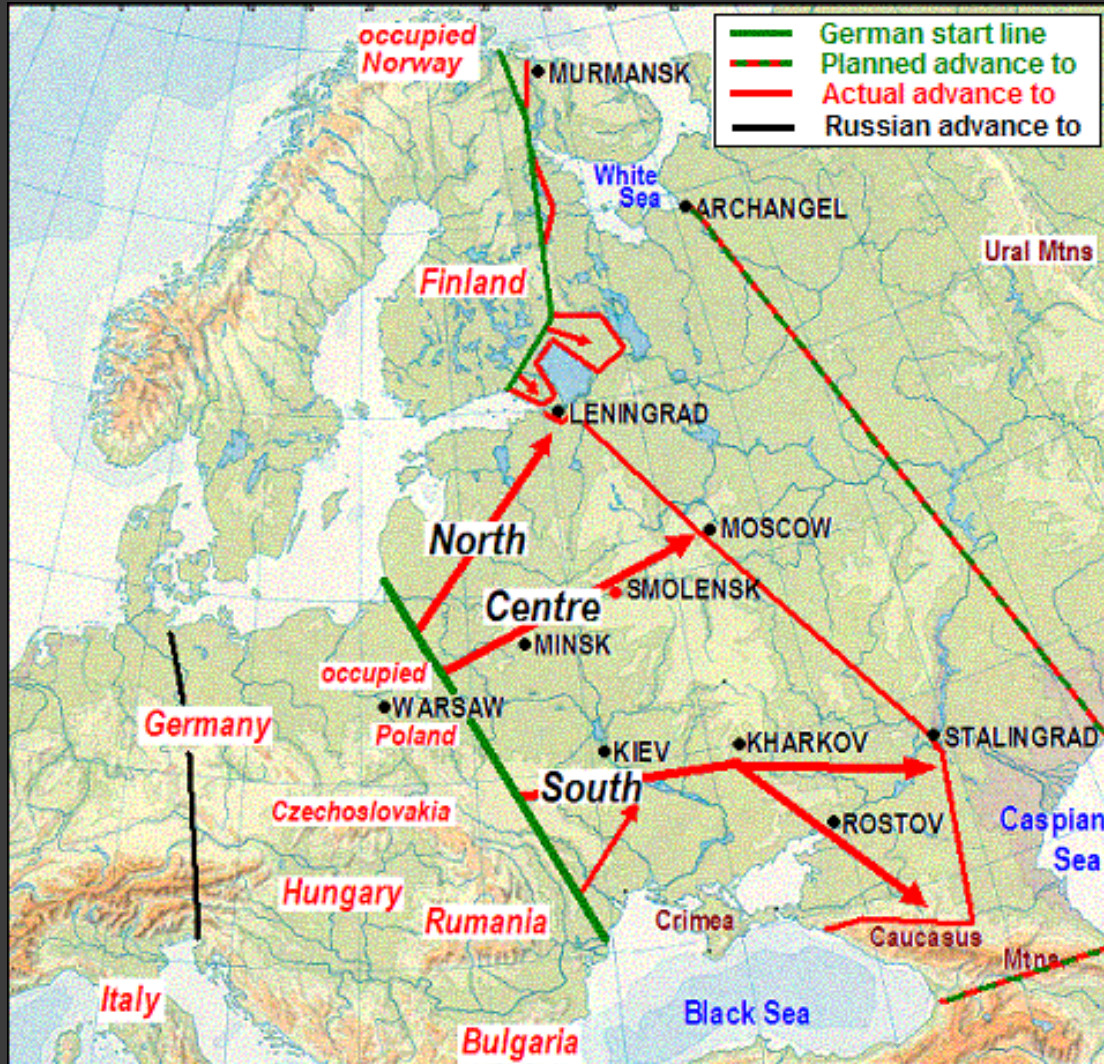 occupied
Norway
MURMANSK
German start line
Planned advance to
Actual advance to
Russian advance to
White
Sea
ARCHANGEL
Ural Mtns
Finland
LENINGRAD
North
MOSCOW
Centre
SMOLENSK
MINSK
occupied
WARSAW
Poland
Germany
KIEV
KHARKOV
STALINGRAD
South
Czechoslovakia
ROSTOV
Caspian
Sea
Hungary
Rumania
Crimea
Caucasus
Mtns
Italy
Black Sea
Bulgaria